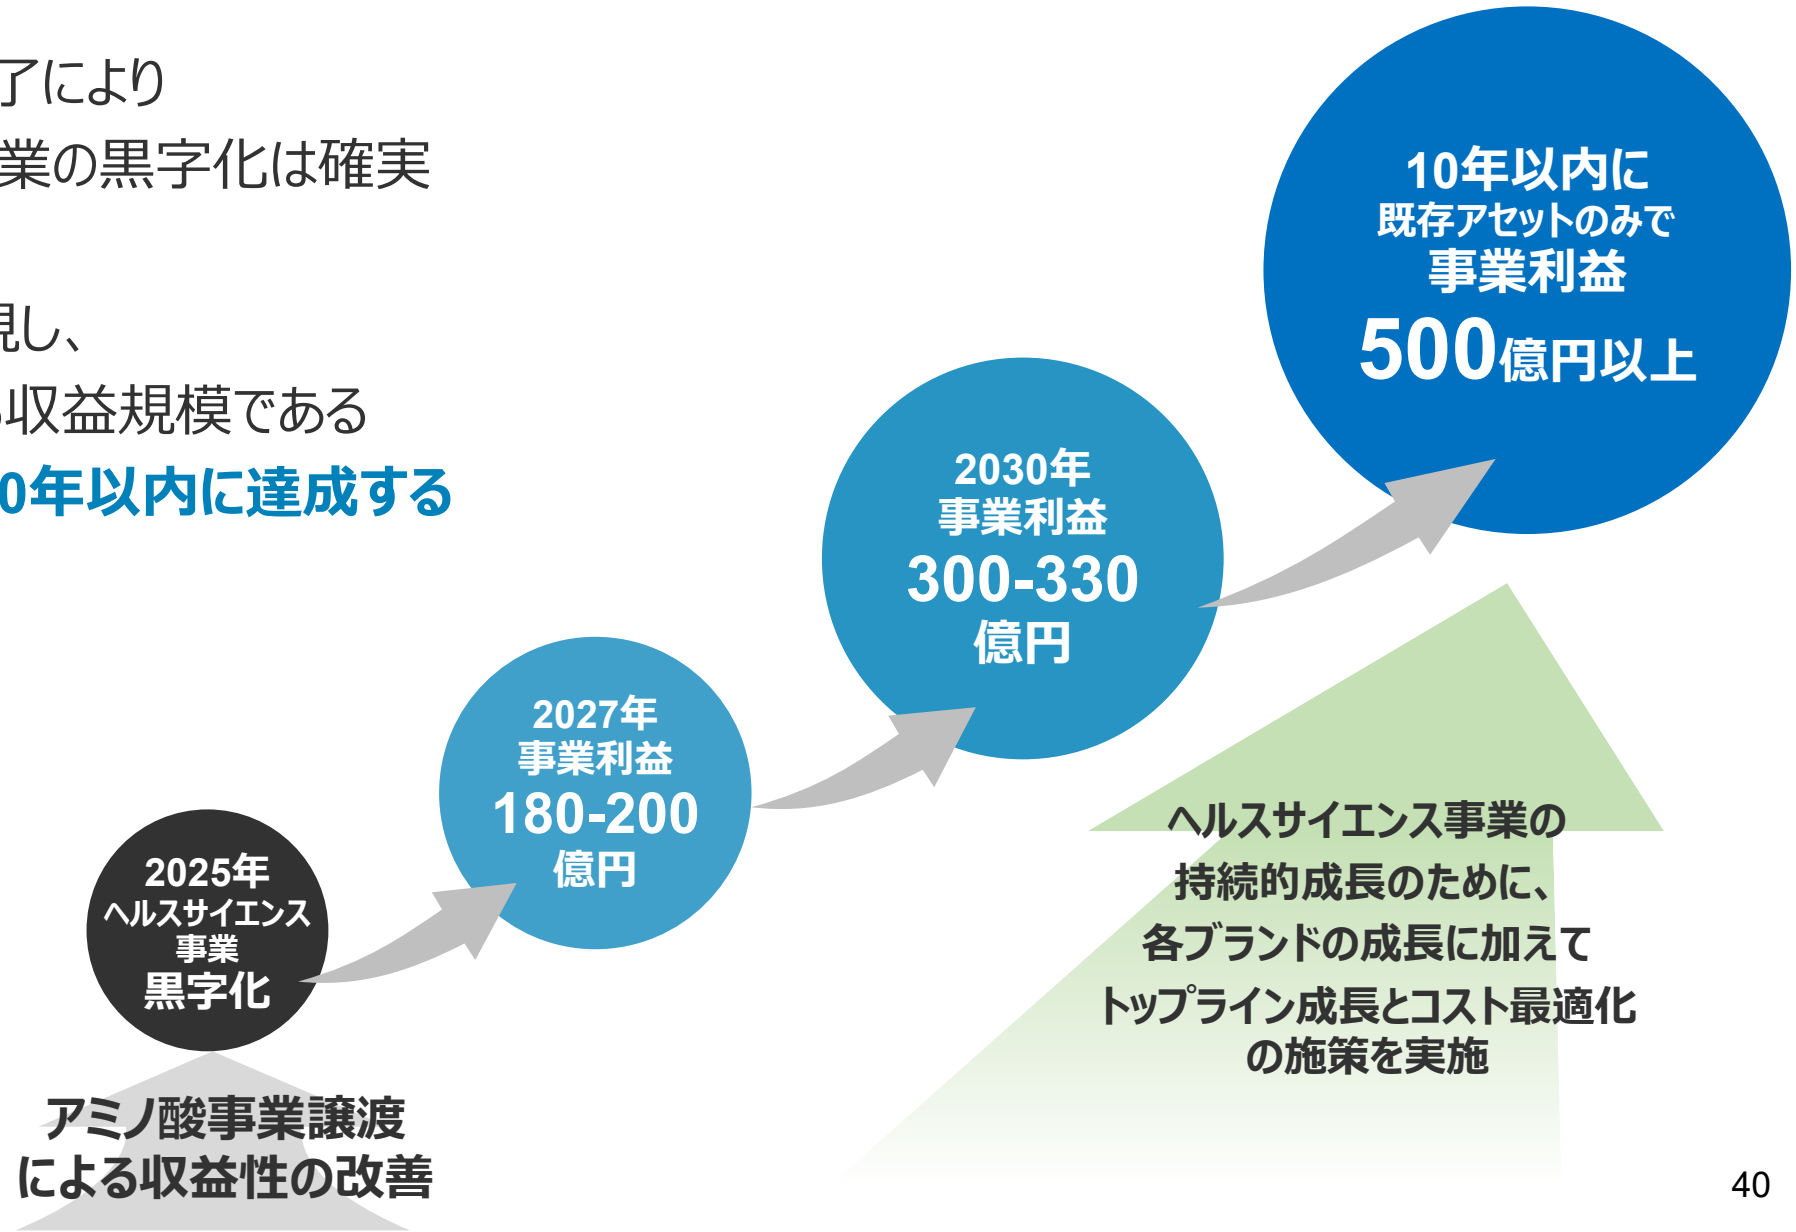 了により
業の黒字化は確実
現し、
収益規模である
0年以内に達成する
10年以内に
既存アセットのみで
事業利益
500億円以上
2030年
事業利益
300-330
億円
2027年
事業利益
180-200
億円
2025年
ヘルスサイエンス
事業
黒字化
アミノ酸事業譲渡
による収益性の改善
ヘルスサイエンス事業の
持続的成長のために、
各ブランドの成長に加えて
トップライン成長とコスト最適化
の施策を実施
40